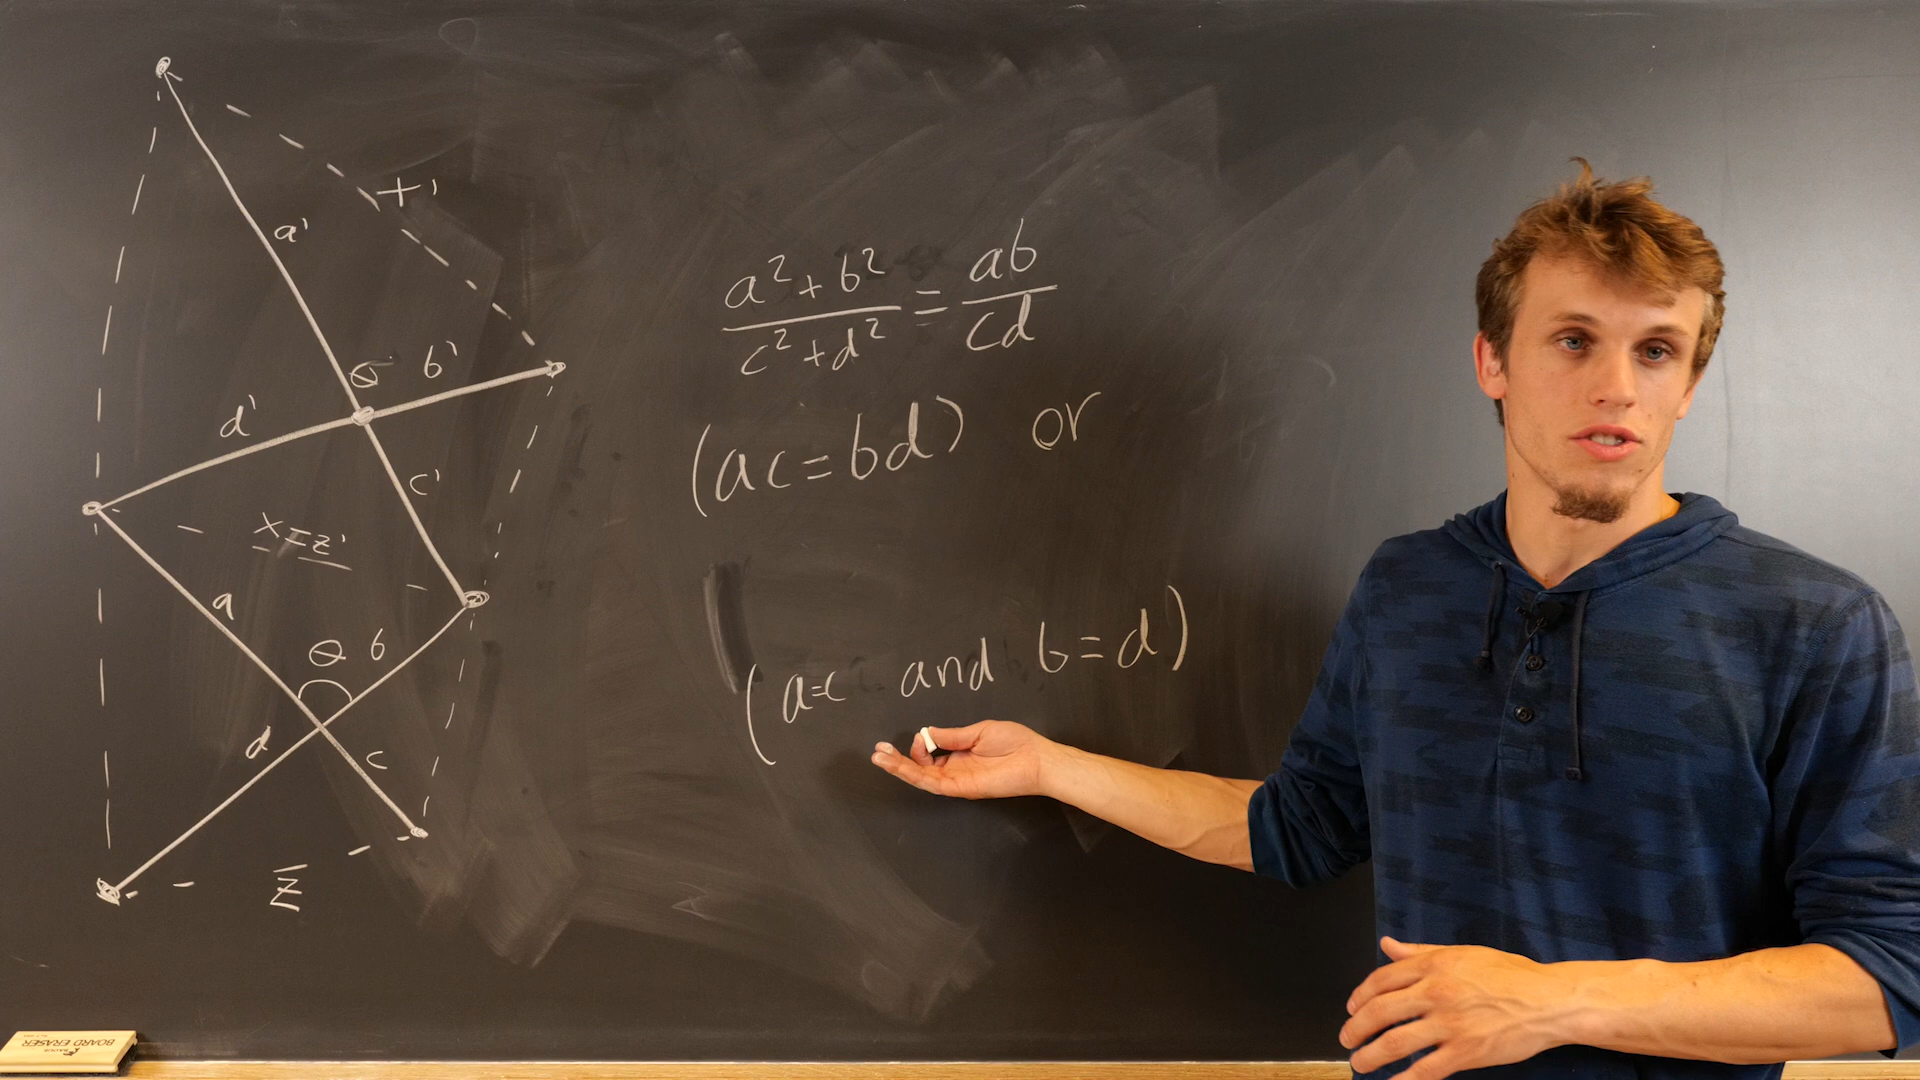 x'
a'
θ b'
d'
c'
x = z'
a
θ b
d
c
z
a²+b² / c²+d² = ab / cd
(ac=bd) or
(a=c and b=d)
BOARD ERASER